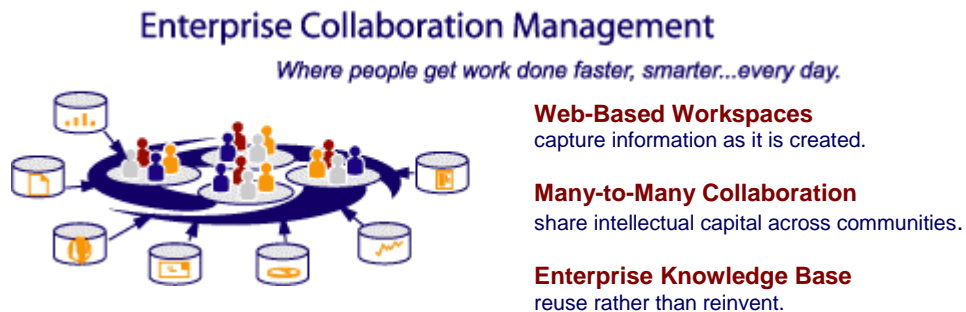 Enterprise Collaboration Management
Where people get work done faster, smarter...every day.
Web-Based Workspaces
capture information as it is created.
Many-to-Many Collaboration
share intellectual capital across communities.
Enterprise Knowledge Base
reuse rather than reinvent.